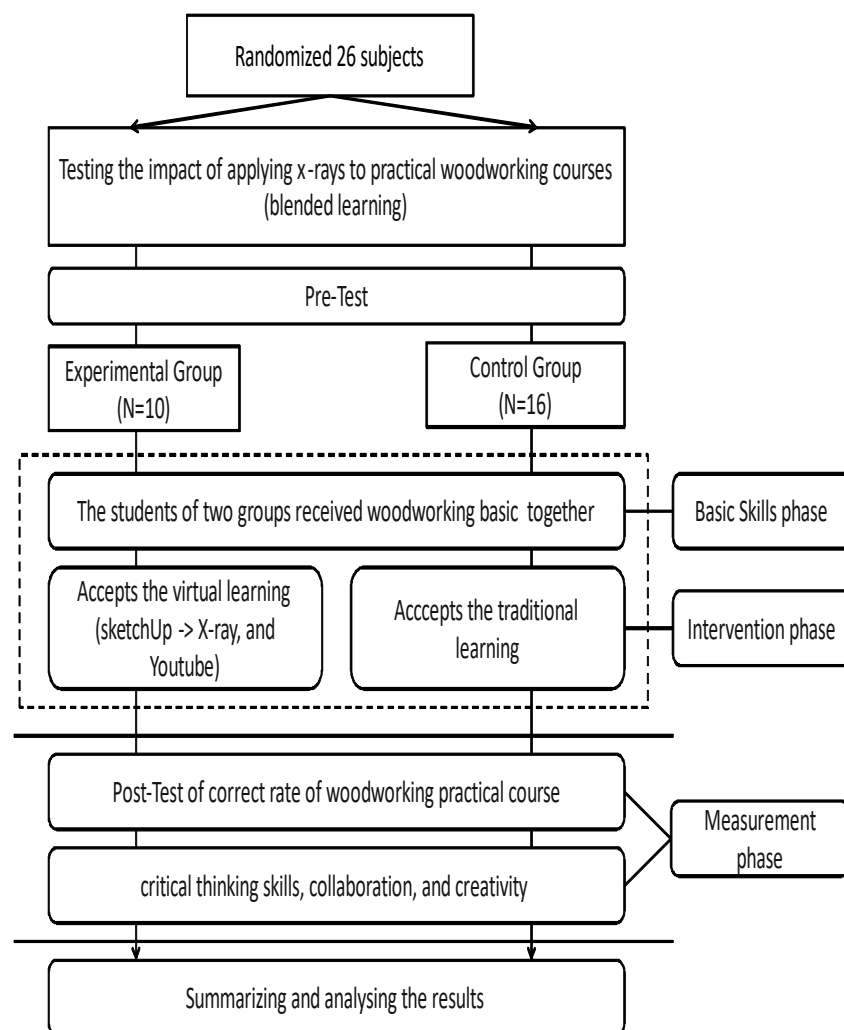 Randomized 26 subjects
Testing the impact of applying x-rays to practical woodworking courses
(blended learning)
Pre-Test
Experimental Group
(N=10)
Control Group
(N=16)
The students of two groups received woodworking basic together
Basic Skills phase
Accepts the virtual learning
(sketchUp -> X-ray, and
Youtube)
Acccepts the traditional
learning
Intervention phase
Post-Test of correct rate of woodworking practical course
critical thinking skills, collaboration, and creativity
Measurement
phase
Summarizing and analysing the results